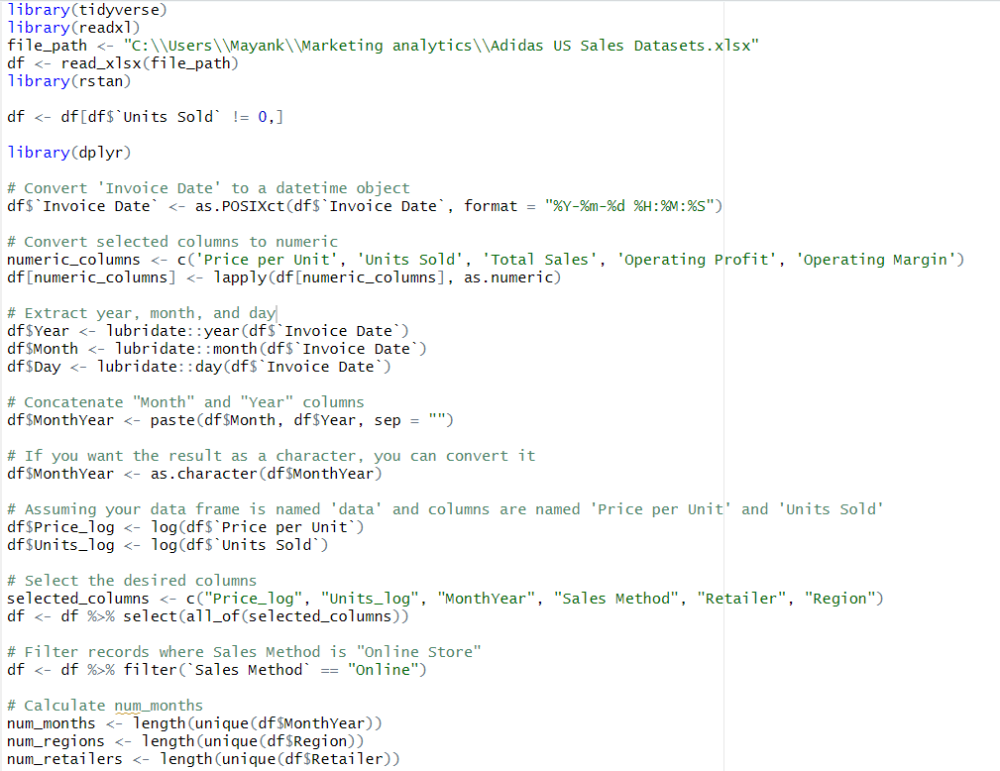 library(tidyverse)
library(readxl)
file_path <- "C:\\Users\\Mayank\\Marketing analytics\\Adidas US Sales Datasets.xlsx"
df <- read_xlsx(file_path)
library(rstan)
df <- df[df$`Units Sold` != 0,]
library(dplyr)
# Convert 'Invoice Date' to a datetime object
df$`Invoice Date` <- as.POSIXct(df$`Invoice Date`, format = "%Y-%m-%d %H:%M:%S")
# Convert selected columns to numeric
numeric_columns <- c('Price per Unit', 'Units Sold', 'Total Sales', 'Operating Profit', 'Operating Margin')
df[numeric_columns] <- lapply(df[numeric_columns], as.numeric)
# Extract year, month, and day
df$Year <- lubridate::year(df$`Invoice Date`)
df$Month <- lubridate::month(df$`Invoice Date`)
df$Day <- lubridate::day(df$`Invoice Date`)
# Concatenate "Month" and "Year" columns
df$MonthYear <- paste(df$Month, df$Year, sep = "")
# If you want the result as a character, you can convert it
df$MonthYear <- as.character(df$MonthYear)
# Assuming your data frame is named 'data' and columns are named 'Price per Unit' and 'Units Sold'
df$Price_log <- log(df$`Price per Unit`)
df$Units_log <- log(df$`Units Sold`)
# Select the desired columns
selected_columns <- c("Price_log", "Units_log", "MonthYear", "Sales Method", "Retailer", "Region")
df <- df %>% select(all_of(selected_columns))
# Filter records where Sales Method is "Online Store"
df <- df %>% filter(`Sales Method` == "Online")
# Calculate num_months
num_months <- length(unique(df$MonthYear))
num_regions <- length(unique(df$Region))
num_retailers <- length(unique(df$Retailer))